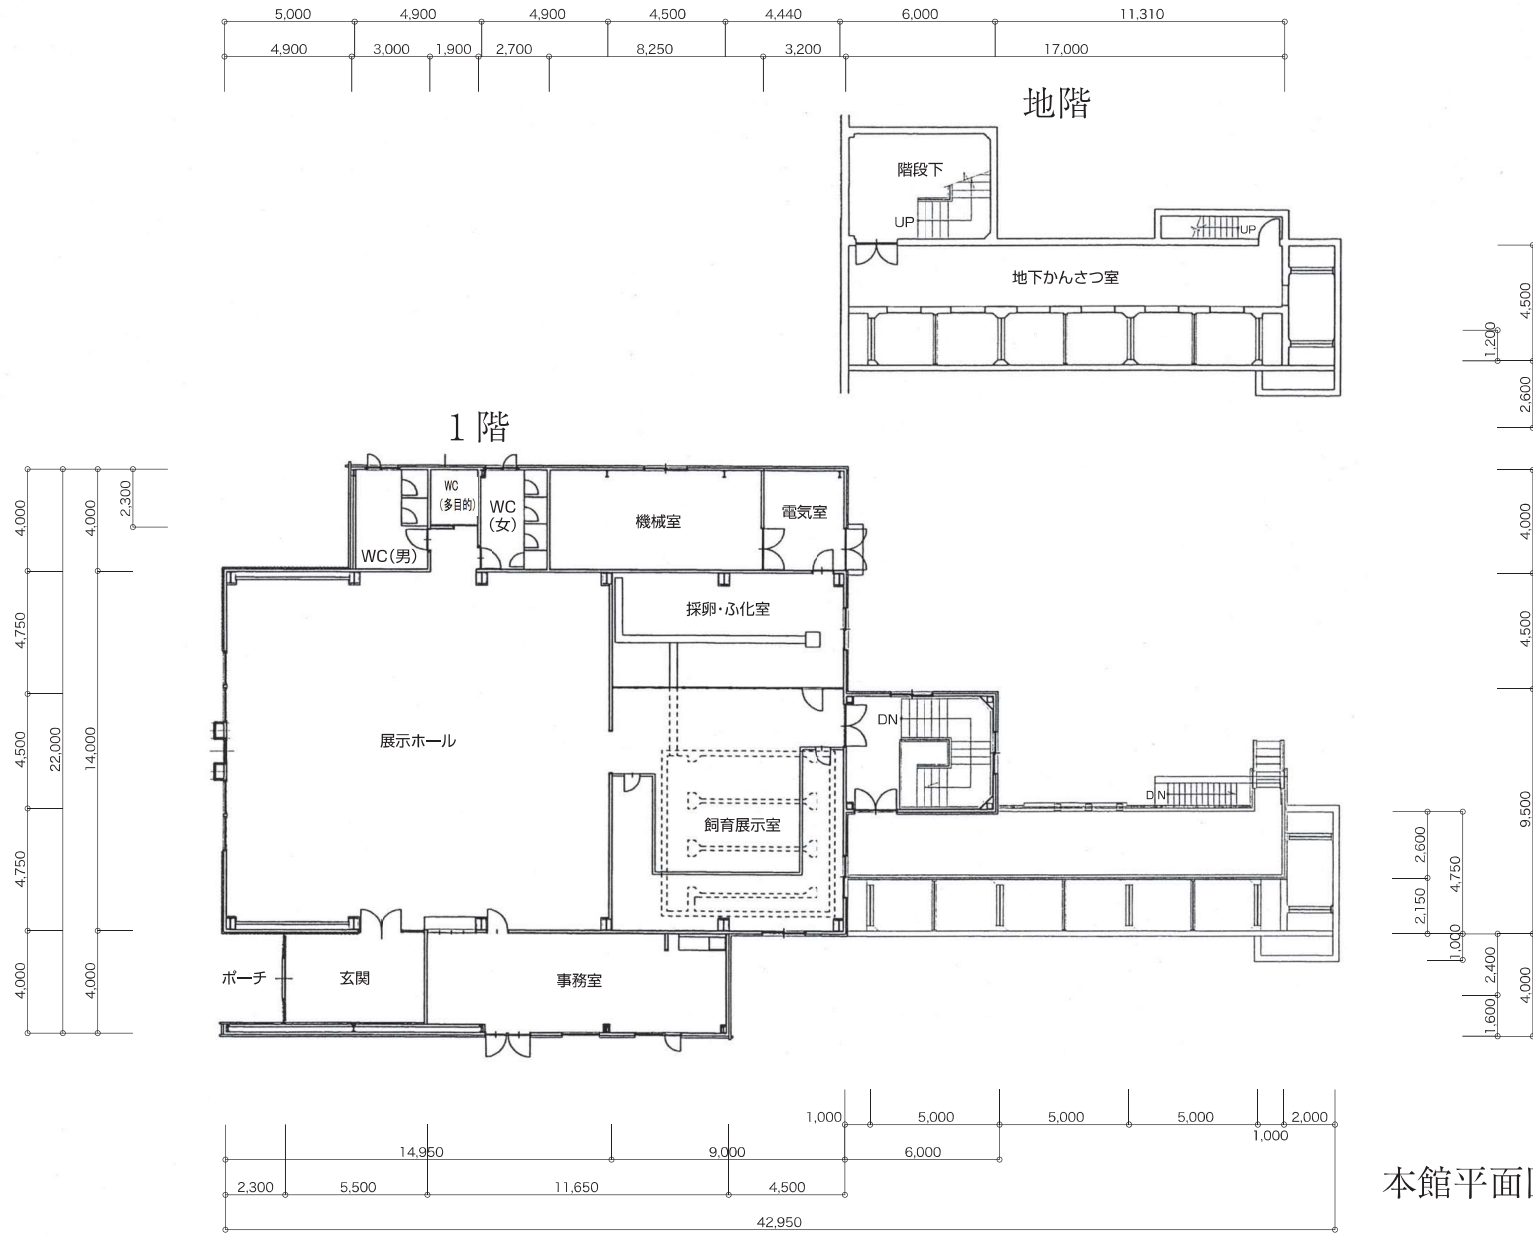 5,000 4,900 4,900 4,500 4,440 6,000 11,310
4,900 3,000 1,900 2,700 8,250 3,200 17,000
地階
階段下
UP
UP
地下かんさつ室
4,500
1,200
2,600
1階
WC
(多目的)
WC
(女)
WC(男)
機械室
電気室
採卵・ふ化室
展示ホール
飼育展示室
DN
DN
ポーチ
玄関
事務室
4,000
4,750
4,500
4,750
4,000
22,000
4,000
14,000
4,000
2,300
4,000
4,500
9,500
4,000
2,600
2,150
4,750
1,000
2,400
1,600
1,000 5,000 5,000 5,000 2,000
1,000
14,950 9,000 6,000
2,300 5,500 11,650 4,500
42,950
本館平面